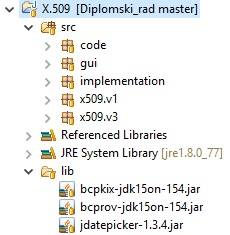 X.509 [Diplomski_rad master]
src
code
gui
implementation
x509.v1
x509.v3
Referenced Libraries
JRE System Library [jre1.8.0_77]
lib
bcpkix-jdk15on-154.jar
bcprov-jdk15on-154.jar
jdatepicker-1.3.4.jar